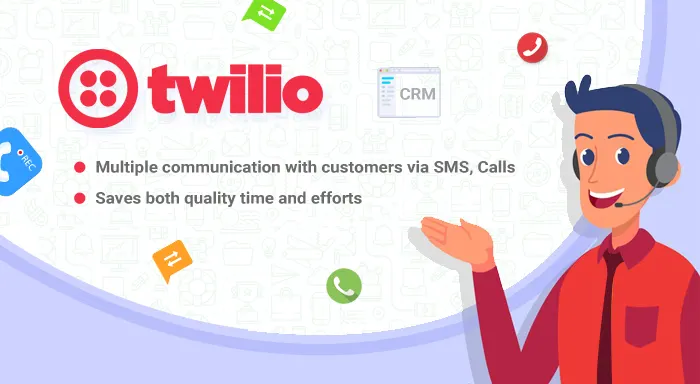 twilio
CRM
REC
Multiple communication with customers via SMS, Calls
Saves both quality time and efforts